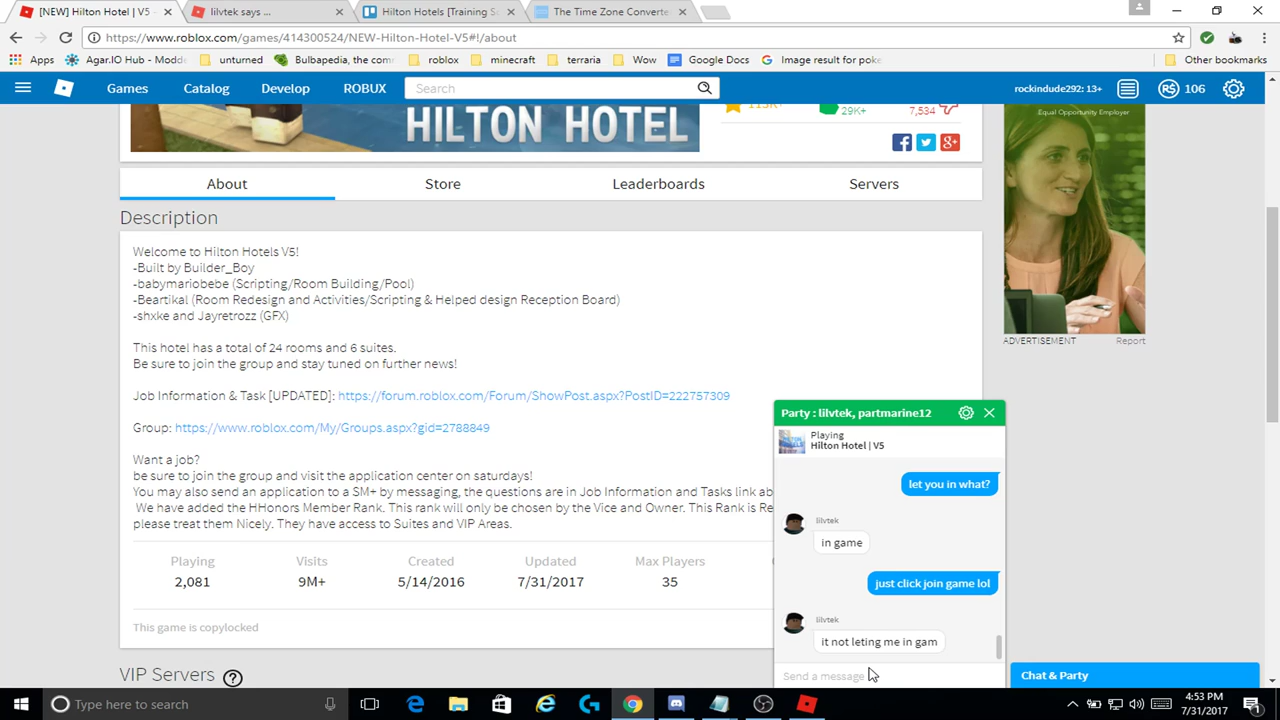 [NEW] Hilton Hotel | V5 -
lilvtek says ...
Hilton Hotels [Training Sc
The Time Zone Converte
https://www.roblox.com/games/414300524/NEW-Hilton-Hotel-V5#!/about
Apps
Agar.IO Hub - Modde
unturned
Bulbapedia, the com
roblox
minecraft
terraria
Wow
Google Docs
Image result for poke
Other bookmarks
Games
Catalog
Develop
ROBUX
Search
rockindude292: 13+
R$ 106
HILTON HOTEL
113K+
29K+
7,534
Equal Opportunity Employer
About
Store
Leaderboards
Servers
Description
Welcome to Hilton Hotels V5!
-Built by Builder_Boy
-babymariobebe (Scripting/Room Building/Pool)
-Beartikal (Room Redesign and Activities/Scripting & Helped design Reception Board)
-shxke and Jayretrozz (GFX)
This hotel has a total of 24 rooms and 6 suites.
Be sure to join the group and stay tuned on further news!
Job Information & Task [UPDATED]: https://forum.roblox.com/Forum/ShowPost.aspx?PostID=222757309
Group: https://www.roblox.com/My/Groups.aspx?gid=2788849
Want a job?
be sure to join the group and visit the application center on saturdays!
You may also send an application to a SM+ by messaging, the questions are in Job Information and Tasks link ab
We have added the HHonors Member Rank. This rank will only be chosen by the Vice and Owner. This Rank is Re
please treat them Nicely. They have access to Suites and VIP Areas.
Playing
Visits
Created
Updated
Max Players
2,081
9M+
5/14/2016
7/31/2017
35
This game is copylocked
VIP Servers ?
ADVERTISEMENT
Report
Party : lilvtek, partmarine12
Playing
Hilton Hotel | V5
let you in what?
lilvtek
in game
just click join game lol
lilvtek
it not leting me in gam
Send a message
Chat & Party
Type here to search
4:53 PM
7/31/2017